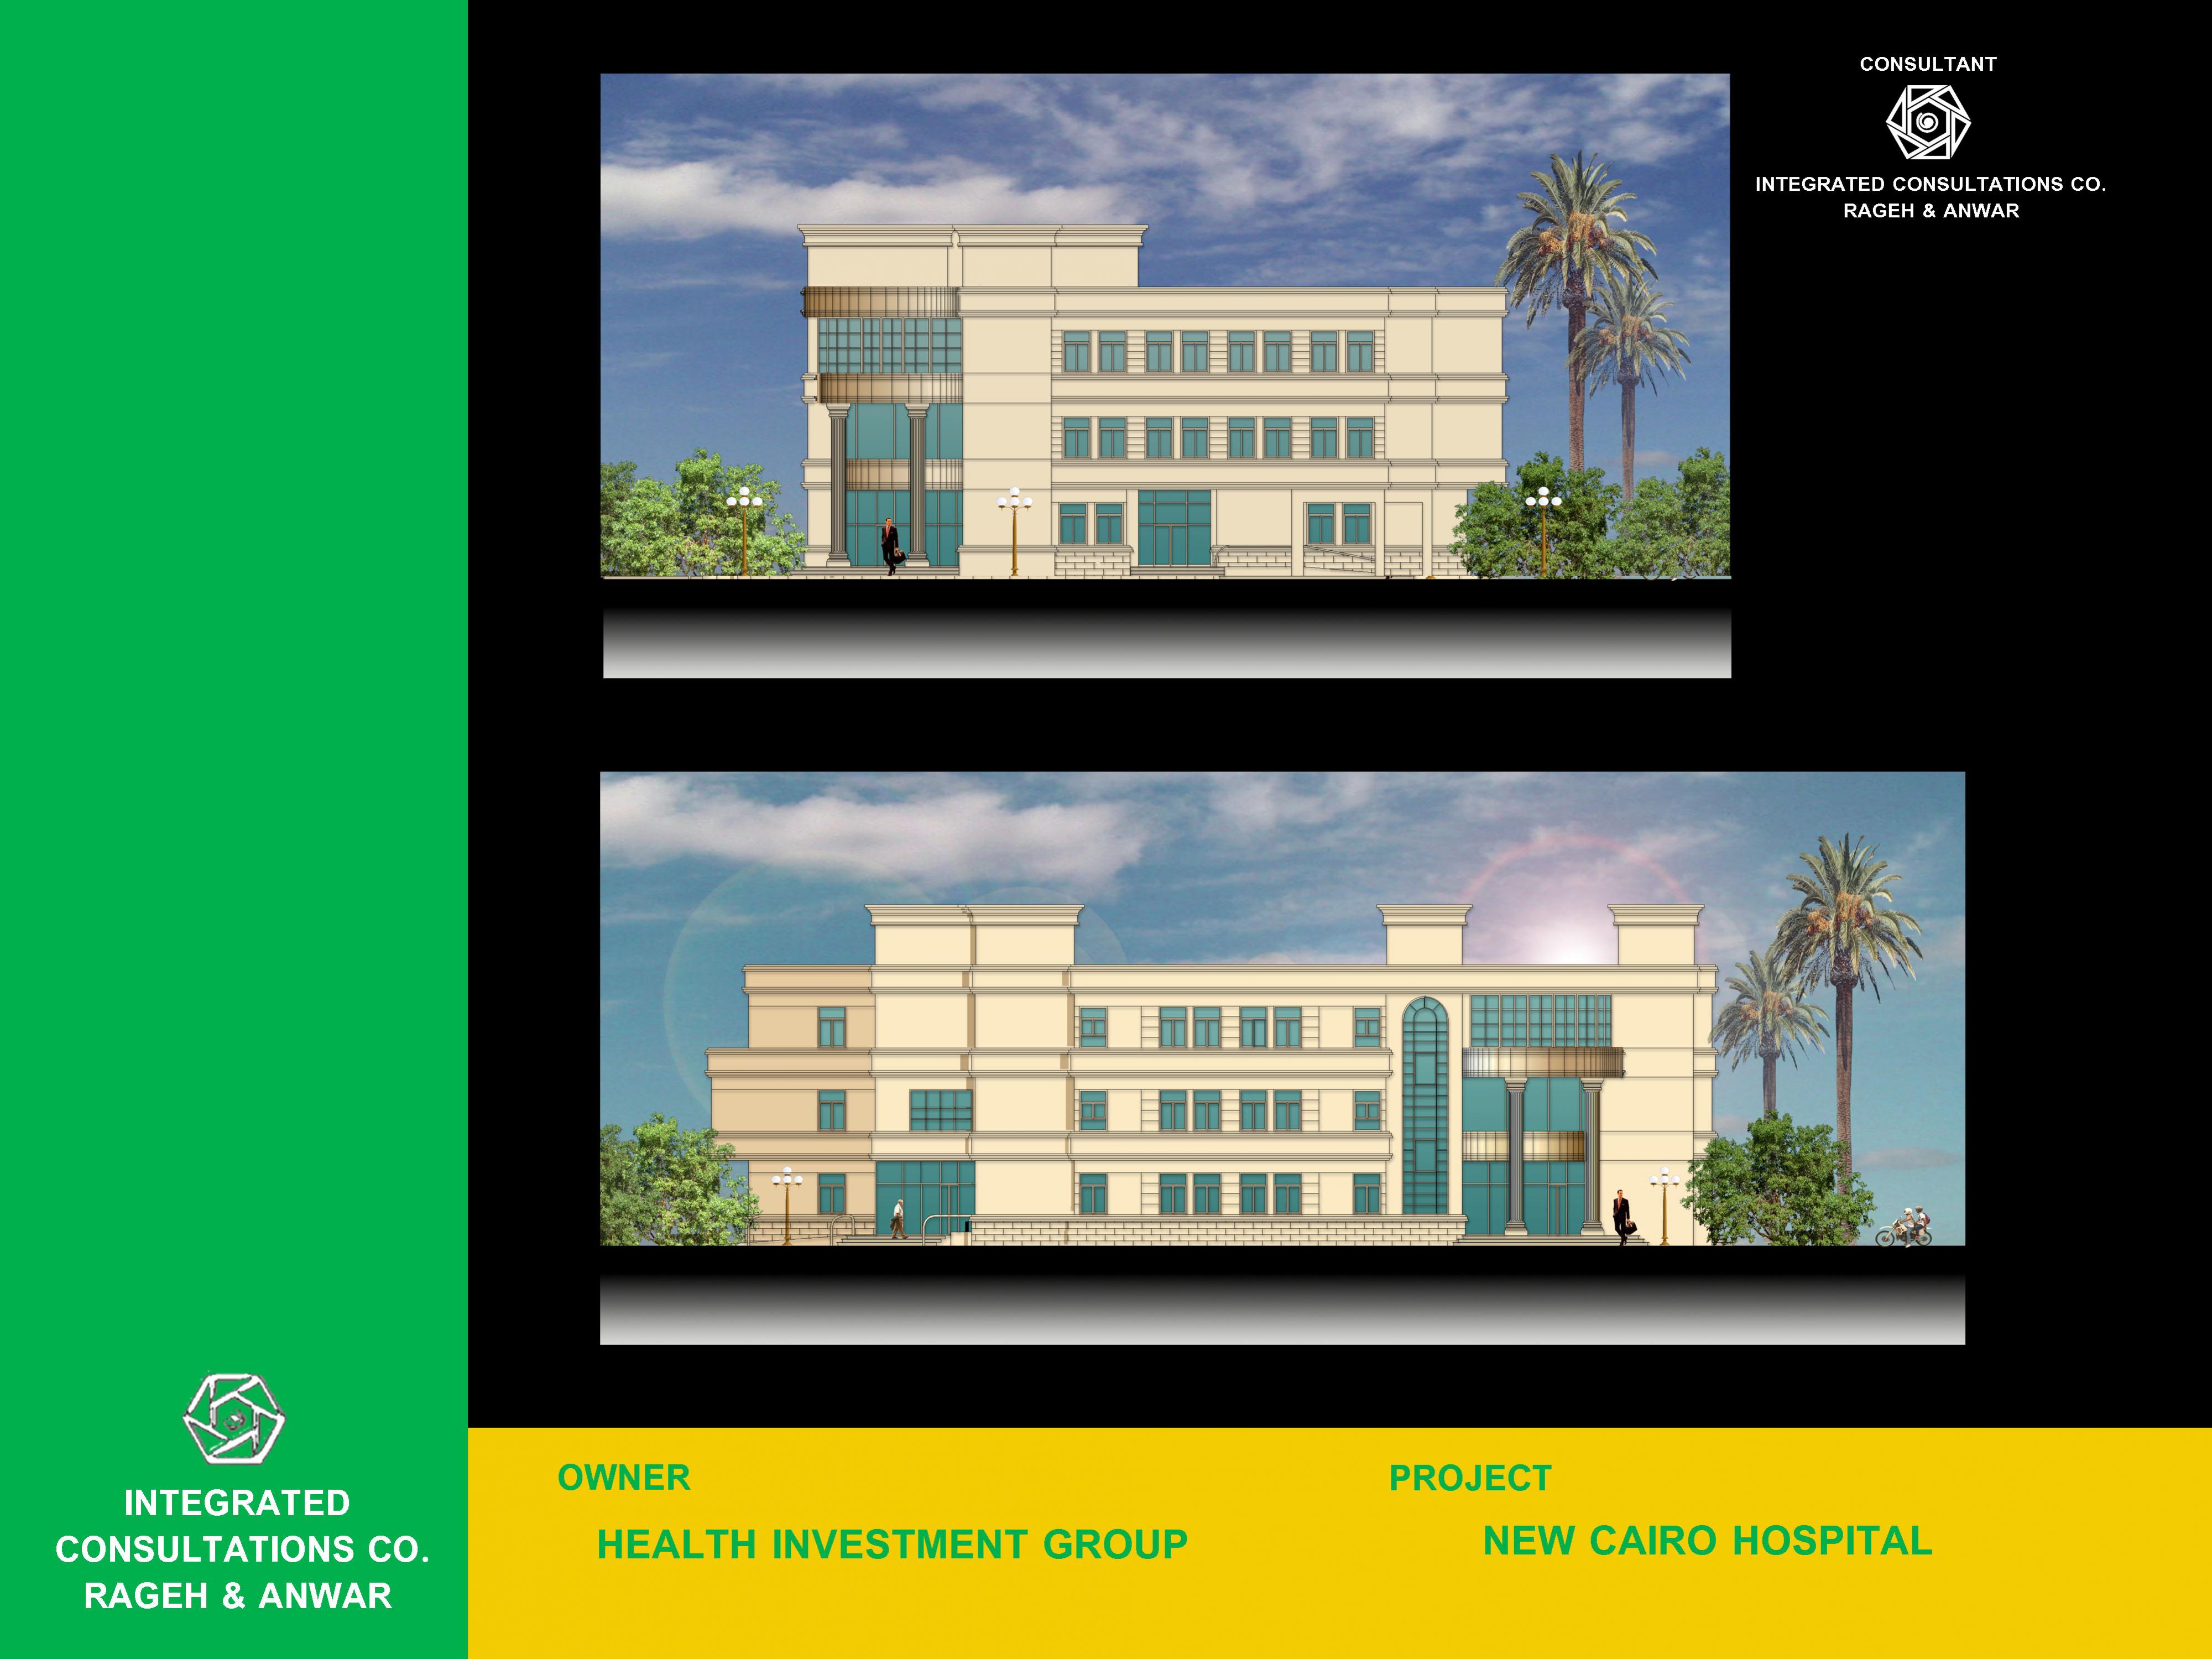 CONSULTANT
INTEGRATED CONSULTATIONS CO.
RAGEH & ANWAR
INTEGRATED
CONSULTATIONS CO.
RAGEH & ANWAR
OWNER
HEALTH INVESTMENT GROUP
PROJECT
NEW CAIRO HOSPITAL